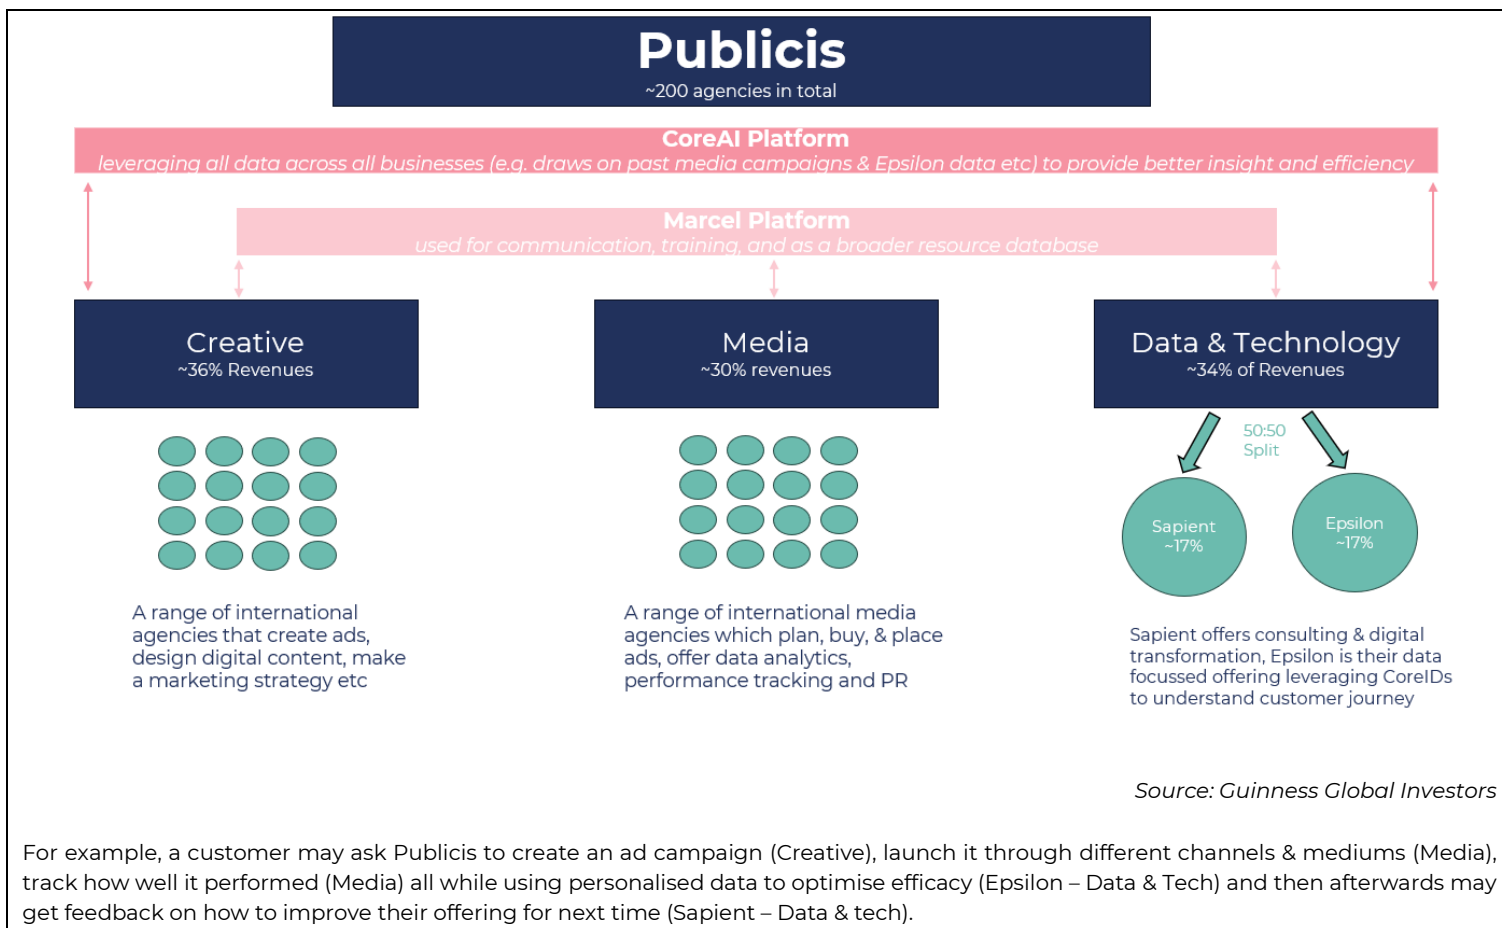 Publicis
~200 agencies in total
CoreAI Platform
leveraging all data across all businesses (e.g. draws on past media campaigns & Epsilon data etc) to provide better insight and efficiency
Marcel Platform
used for communication, training, and as a broader resource database
Creative
~36% Revenues
Media
~30% revenues
Data & Technology
~34% of Revenues
50:50
Split
Sapient
~17%
Epsilon
~17%
A range of international
agencies that create ads,
design digital content, make
a marketing strategy etc
A range of international media
agencies which plan, buy, & place
ads, offer data analytics,
performance tracking and PR
Sapient offers consulting & digital
transformation, Epsilon is their data
focussed offering leveraging CoreIDs
to understand customer journey
Source: Guinness Global Investors
For example, a customer may ask Publicis to create an ad campaign (Creative), launch it through different channels & mediums (Media),
track how well it performed (Media) all while using personalised data to optimise efficacy (Epsilon – Data & Tech) and then afterwards may
get feedback on how to improve their offering for next time (Sapient – Data & tech).